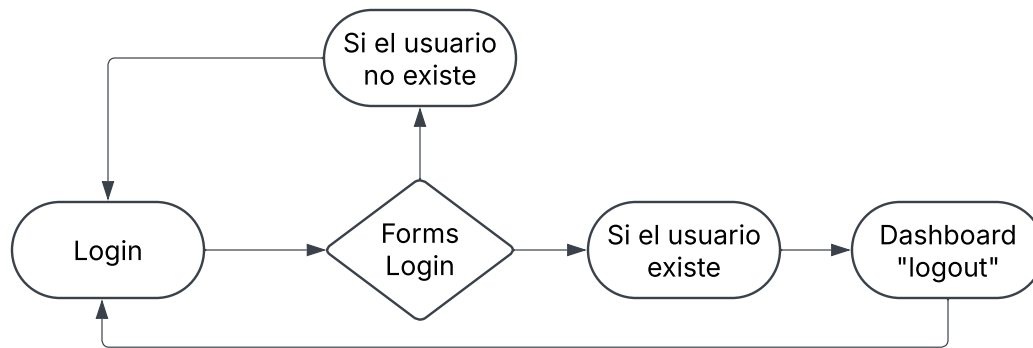 Si el usuario
no existe
Login
Forms
Login
Si el usuario
existe
Dashboard
"logout"